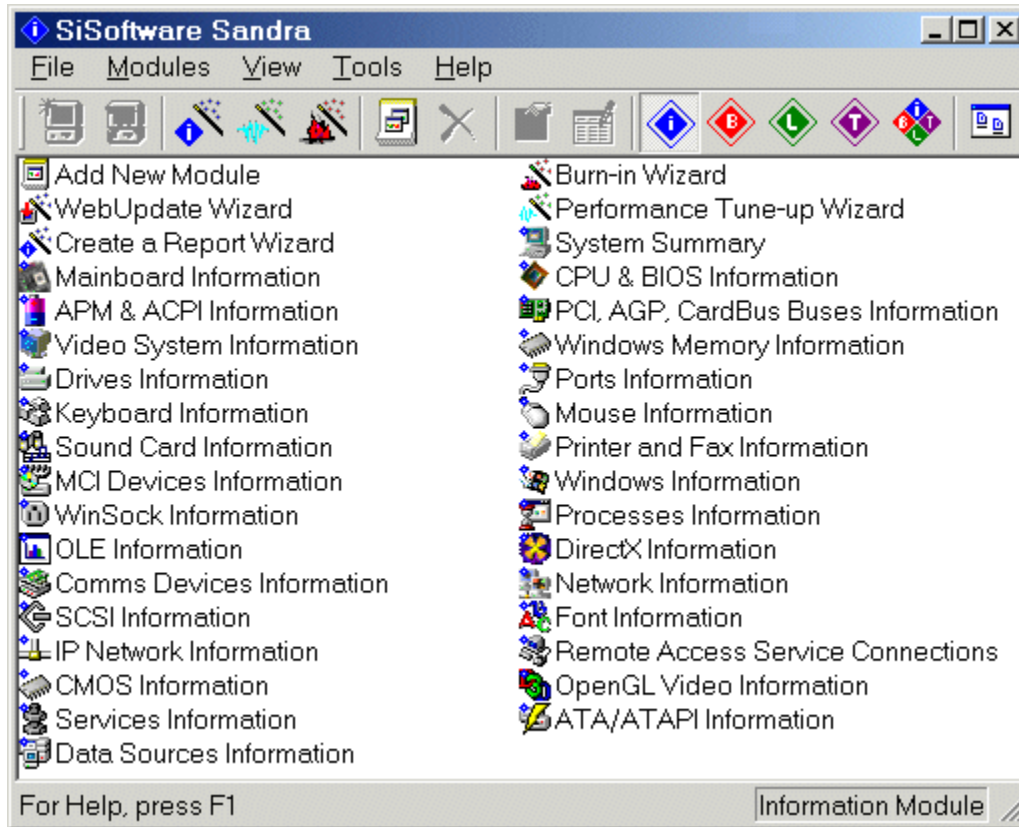 SiSoftware Sandra
File Modules View Tools Help
B L T B i T L
Add New Module Burn-in Wizard
WebUpdate Wizard Performance Tune-up Wizard
Create a Report Wizard System Summary
Mainboard Information CPU & BIOS Information
APM & ACPI Information PCI, AGP, CardBus Buses Information
Video System Information Windows Memory Information
Drives Information Ports Information
Keyboard Information Mouse Information
Sound Card Information Printer and Fax Information
MCI Devices Information Windows Information
WinSock Information Processes Information
OLE Information DirectX Information
Comms Devices Information Network Information
SCSI Information Font Information
IP Network Information Remote Access Service Connections
CMOS Information OpenGL Video Information
Services Information ATA/ATAPI Information
Data Sources Information
For Help, press F1 Information Module